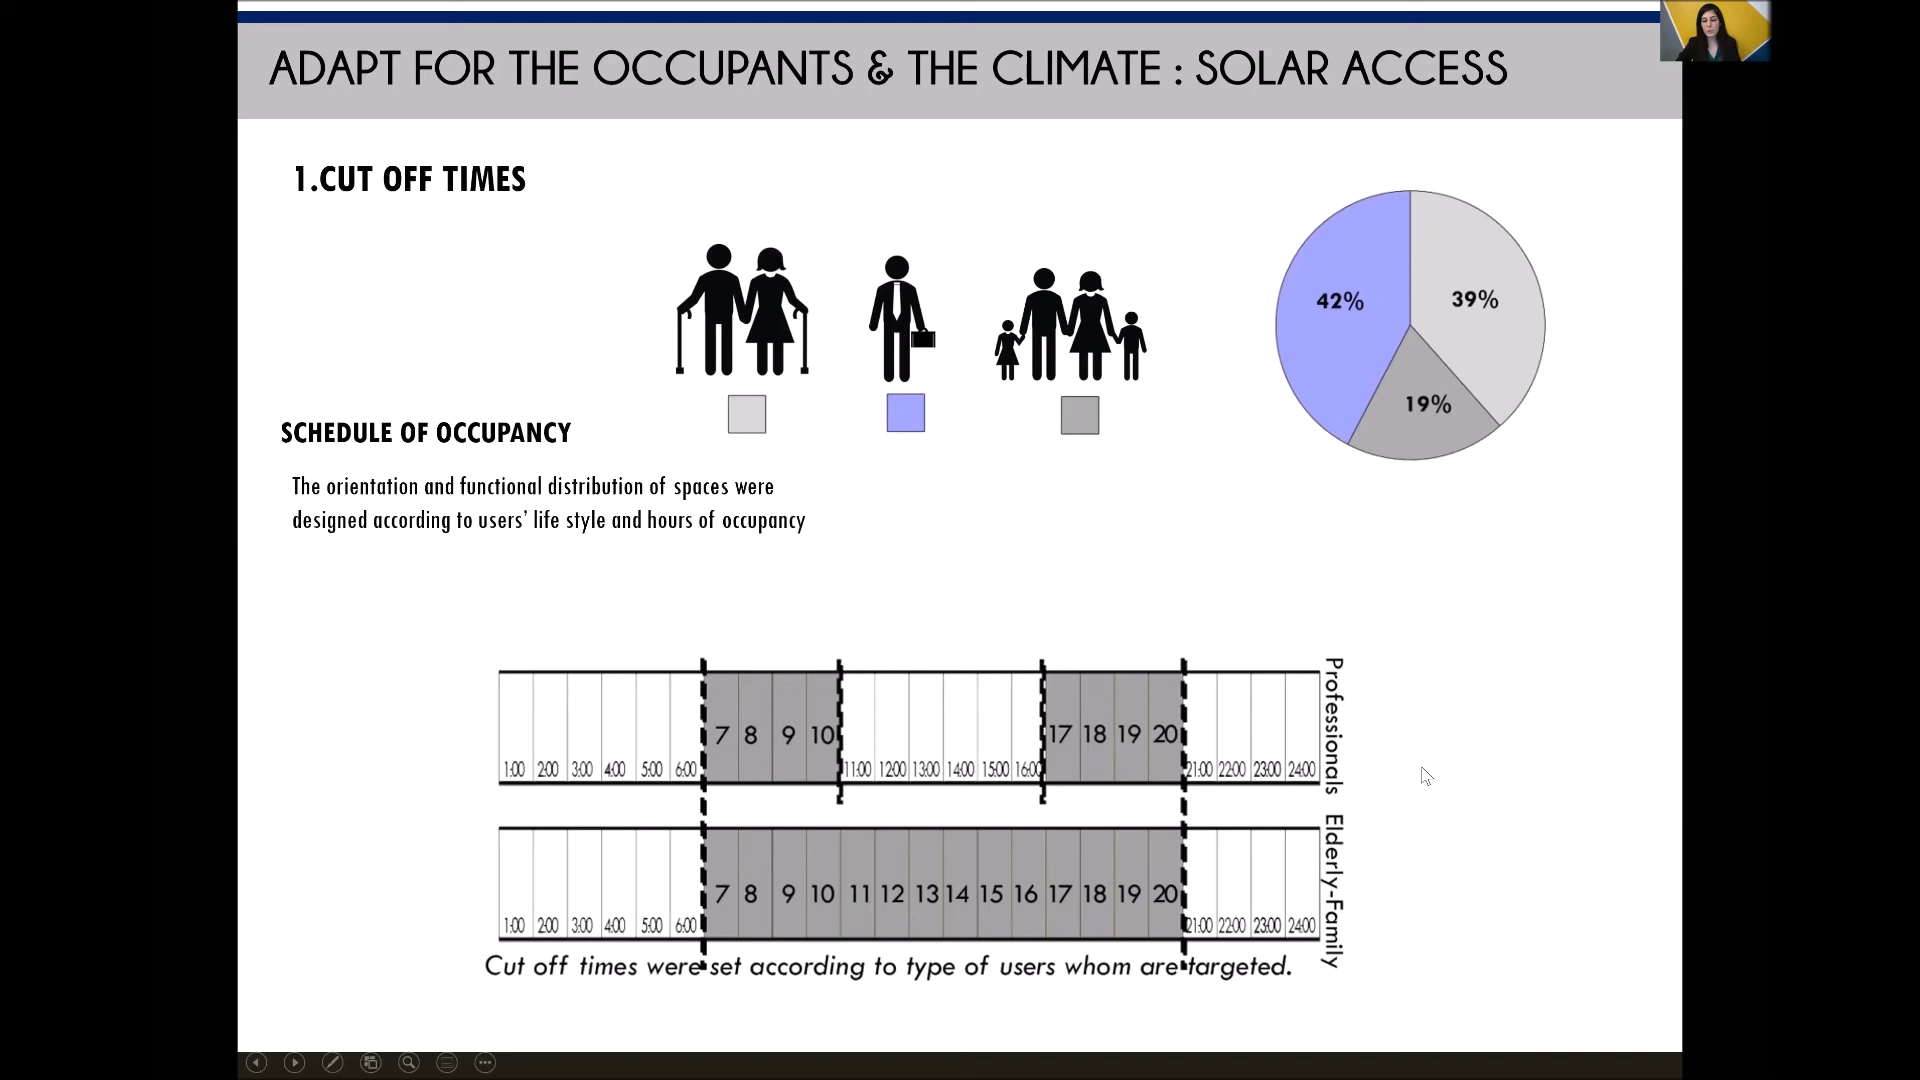 ADAPT FOR THE OCCUPANTS & THE CLIMATE : SOLAR ACCESS
1.CUT OFF TIMES
42%
39%
19%
SCHEDULE OF OCCUPANCY
The orientation and functional distribution of spaces were
designed according to users' life style and hours of occupancy
7 8 9 10 17 18 19 20
1:00 2:00 3:00 4:00 5:00 6:00 11:00 12:00 13:00 14:00 15:00 16:00 21:00 22:00 23:00 24:00
Professionals
7 8 9 10 11 12 13 14 15 16 17 18 19 20
1:00 2:00 3:00 4:00 5:00 6:00 21:00 22:00 23:00 24:00
Elderly-Family
Cut off times were set according to type of users whom are targeted.